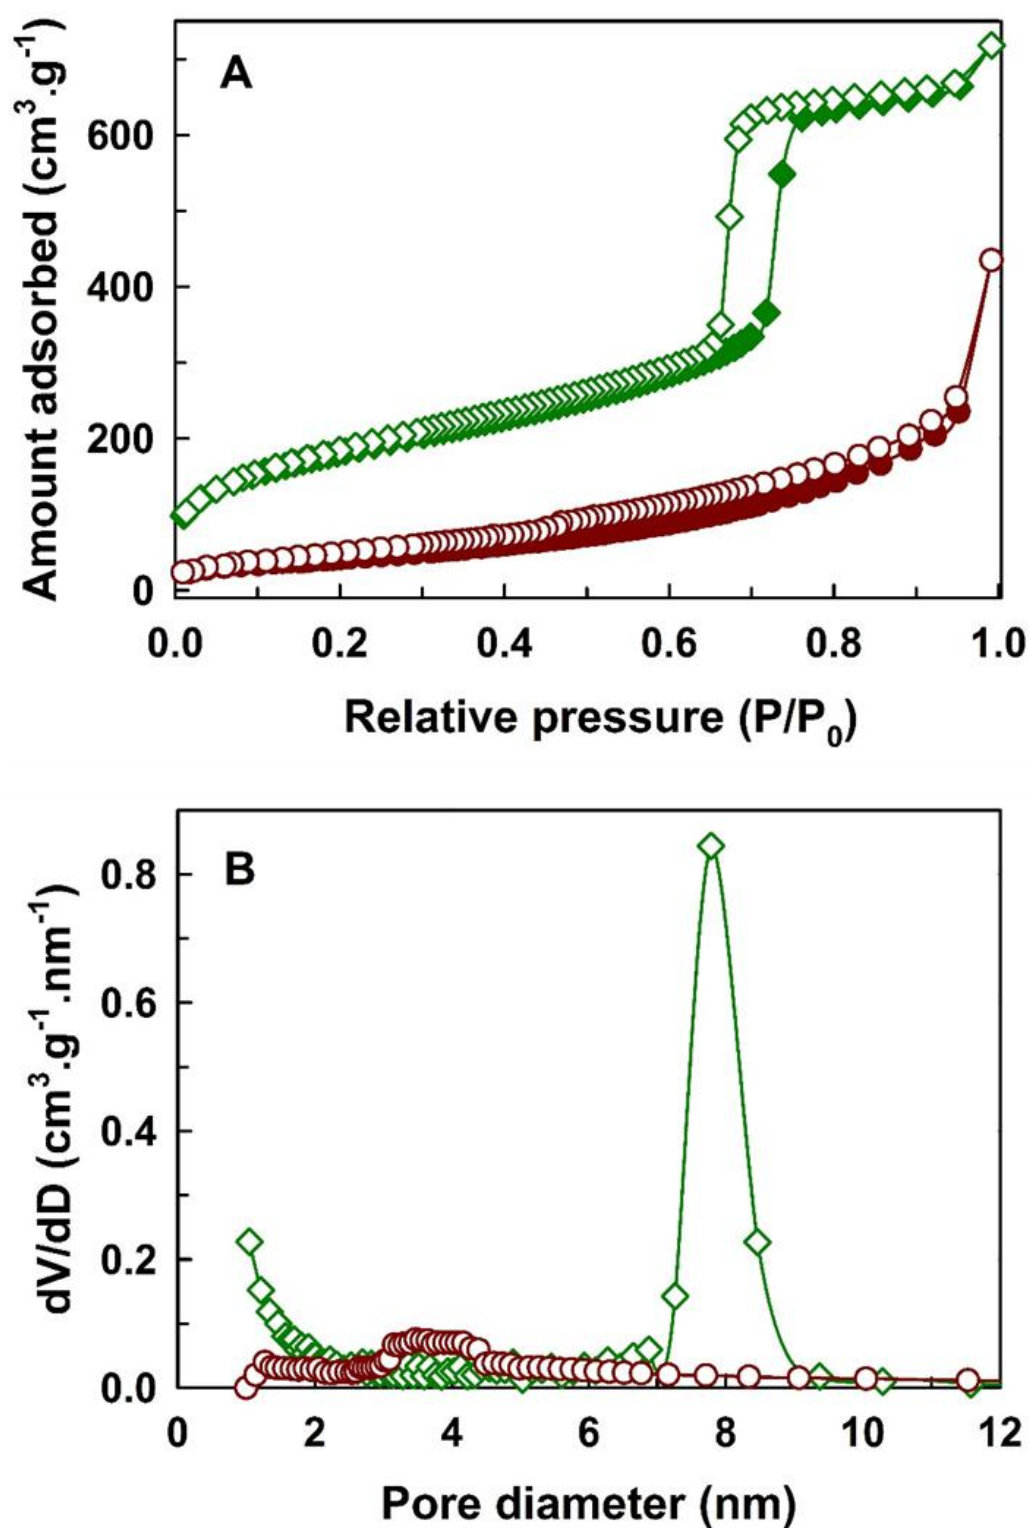 A
Amount adsorbed (cm³.g⁻¹)
600
400
200
0
0.0 0.2 0.4 0.6 0.8 1.0
Relative pressure (P/P₀)
B
dV/dD (cm³.g⁻¹.nm⁻¹)
0.8
0.6
0.4
0.2
0.0
0 2 4 6 8 10 12
Pore diameter (nm)